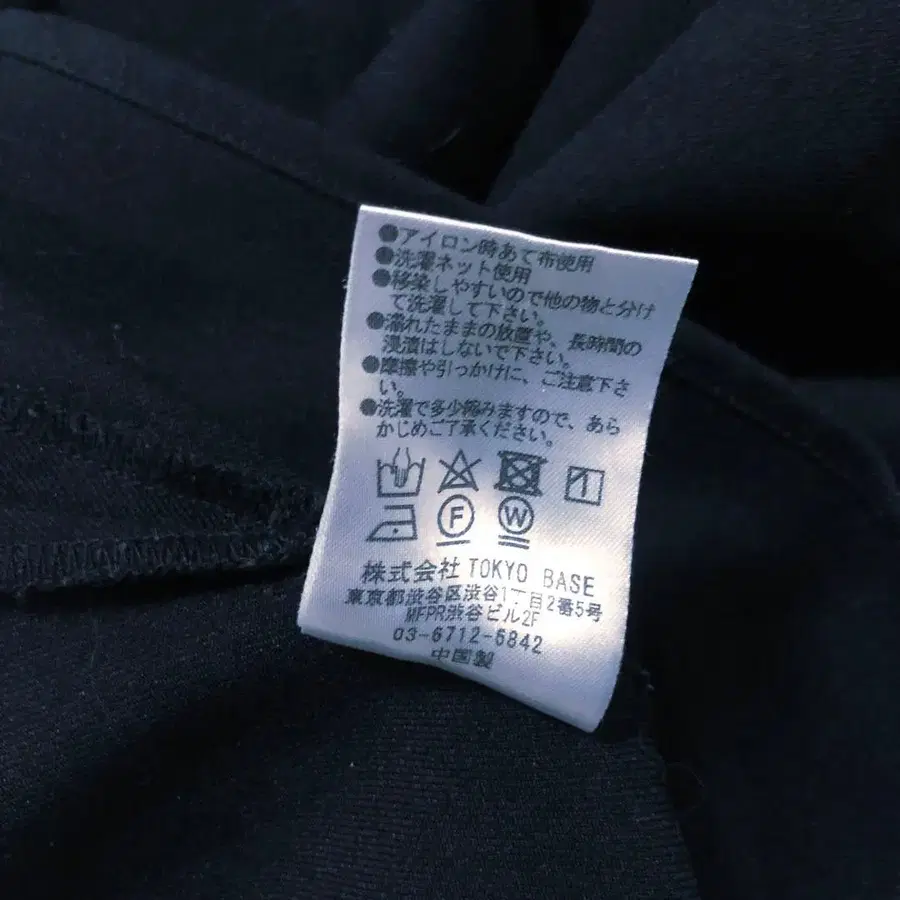 ●アイロン時あて布使用
●洗濯ネット使用
●移染しやすいので他の物と分け
て洗濯して下さい。
●濡れたままの放置や、長時間の
浸漬はしないで下さい。
●摩擦や引っかけに、ご注意下さ
い。
●洗濯で多少縮みますので、あら
かじめご了承ください。
F W
株式会社 TOKYO BASE
東京都渋谷区渋谷1丁目2番5号
MFPR渋谷ビル2F
03-6712-6842
中国製